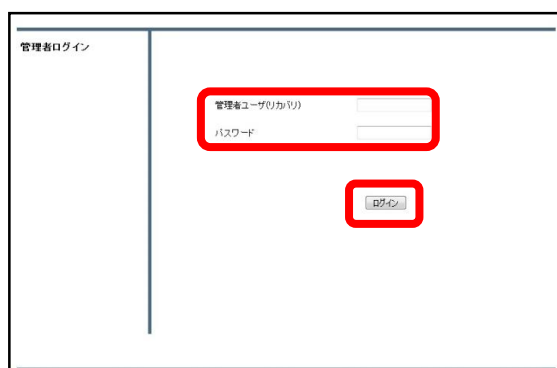 管理者ログイン
管理者ユーザ(リカバリ)
パスワード
ログイン